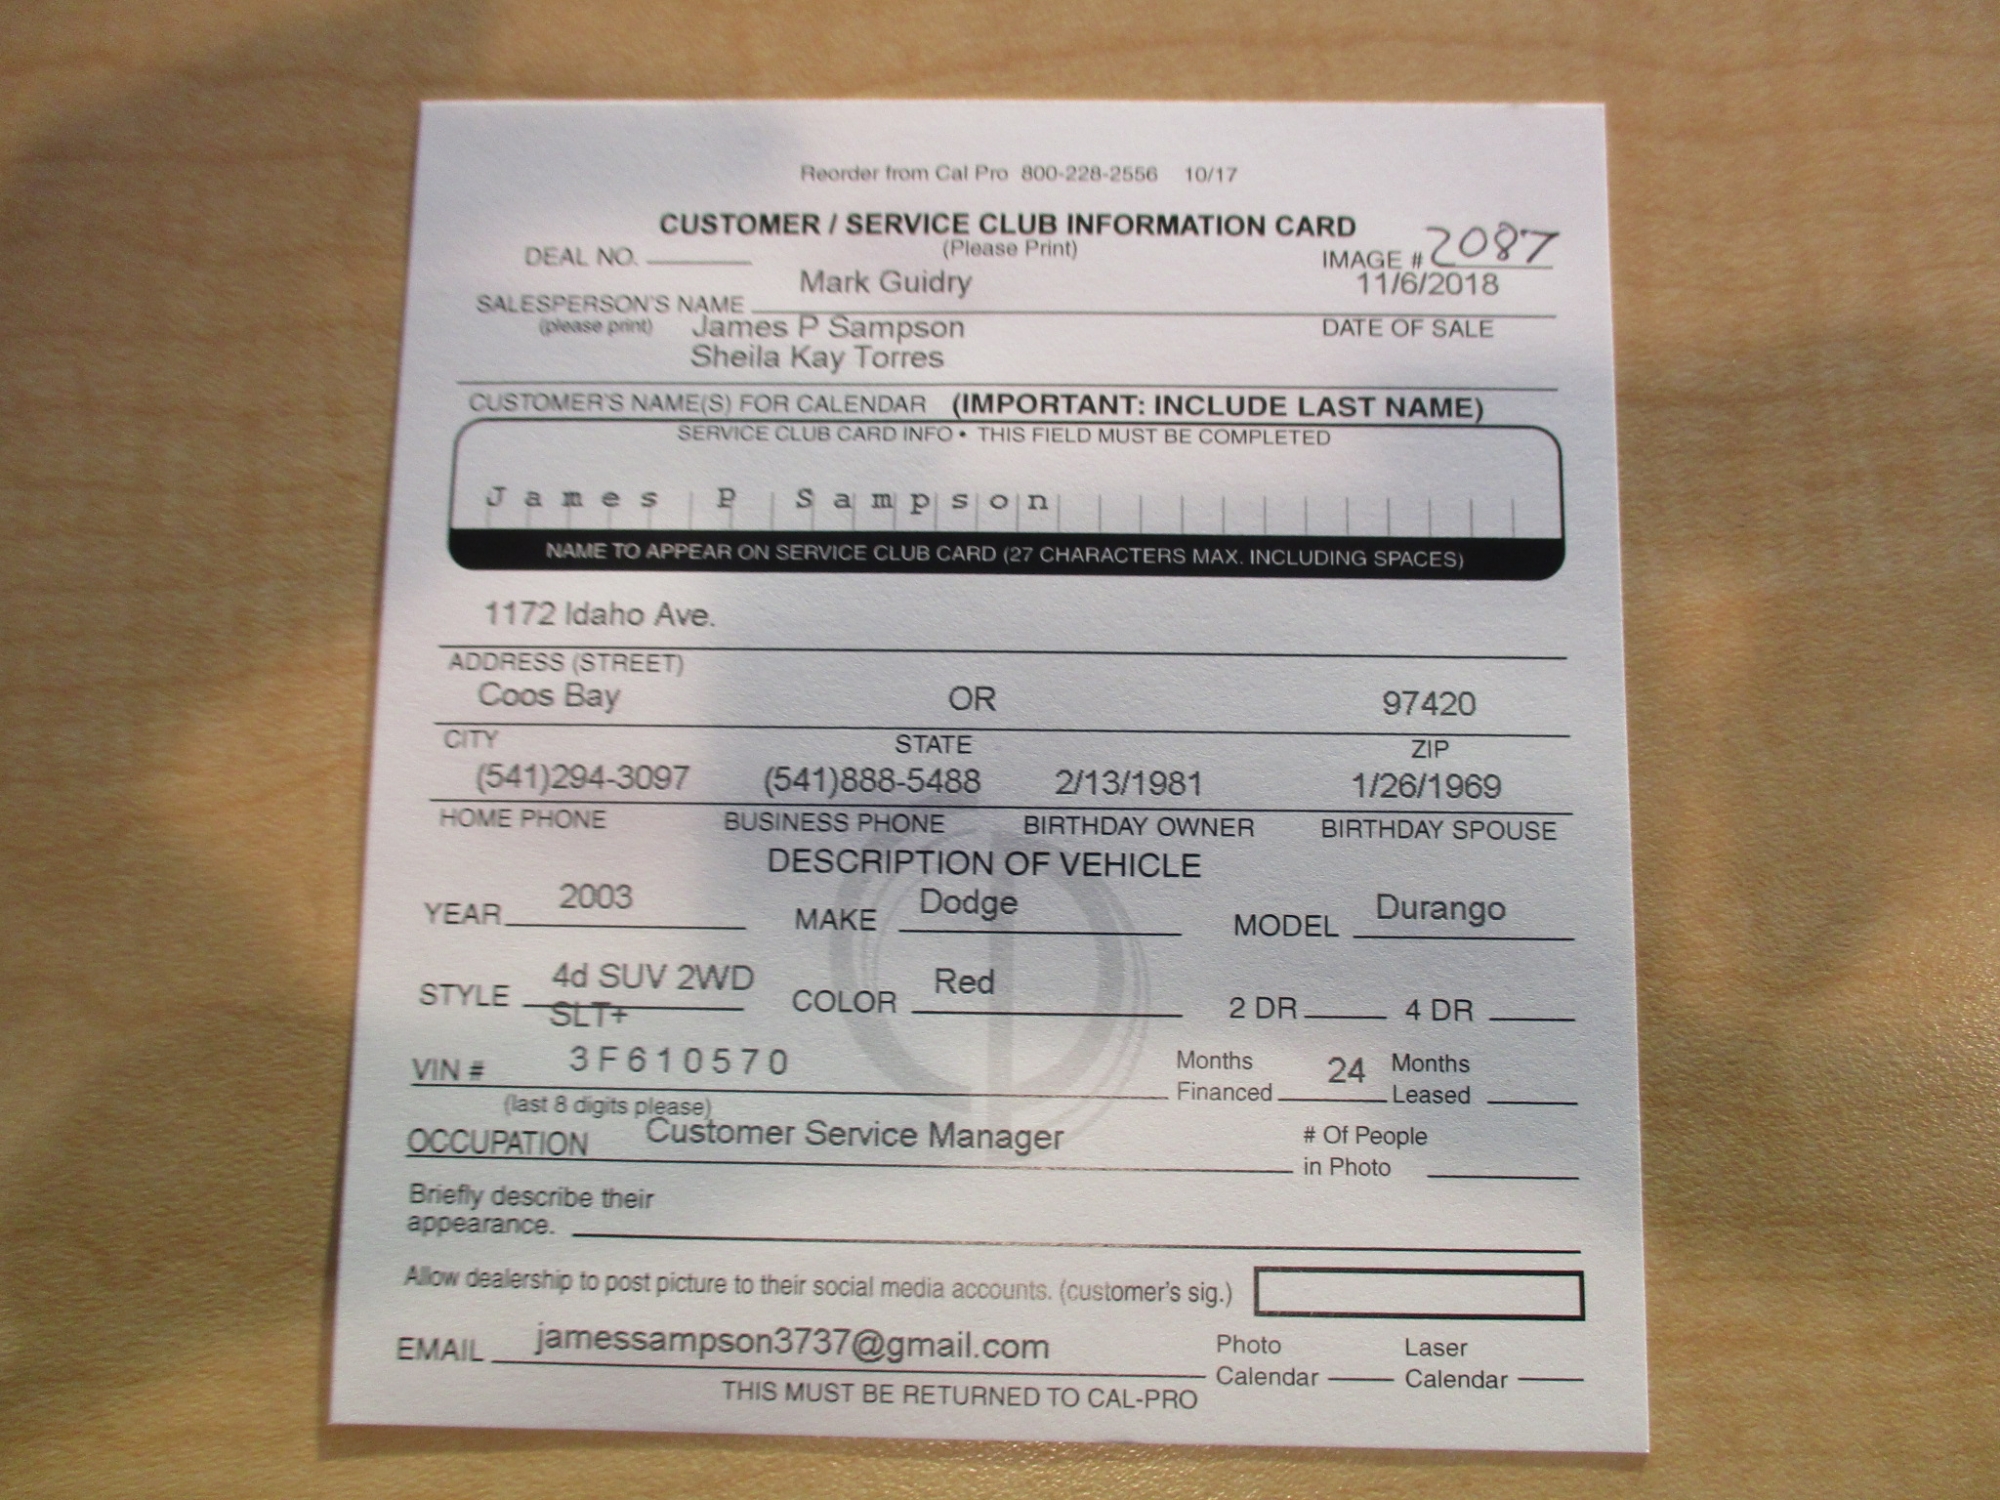 Reorder from Cal Pro 800-228-2556 10/17
CUSTOMER / SERVICE CLUB INFORMATION CARD
(Please Print)
DEAL NO.
IMAGE # 2087
Mark Guidry
11/6/2018
SALESPERSON'S NAME
(please print)
DATE OF SALE
James P Sampson
Sheila Kay Torres
CUSTOMER'S NAME(S) FOR CALENDAR (IMPORTANT: INCLUDE LAST NAME)
SERVICE CLUB CARD INFO • THIS FIELD MUST BE COMPLETED
James P Sampson
NAME TO APPEAR ON SERVICE CLUB CARD (27 CHARACTERS MAX. INCLUDING SPACES)
1172 Idaho Ave.
ADDRESS (STREET)
Coos Bay OR 97420
CITY STATE ZIP
(541)294-3097 (541)888-5488 2/13/1981 1/26/1969
HOME PHONE BUSINESS PHONE BIRTHDAY OWNER BIRTHDAY SPOUSE
DESCRIPTION OF VEHICLE
YEAR 2003 MAKE Dodge MODEL Durango
STYLE 4d SUV 2WD COLOR Red 2 DR 4 DR
SLT+
VIN # 3F610570 Months Financed 24 Months Leased
(last 8 digits please)
OCCUPATION Customer Service Manager # Of People in Photo
Briefly describe their
appearance.
Allow dealership to post picture to their social media accounts. (customer's sig.)
EMAIL jamessampson3737@gmail.com Photo Calendar Laser Calendar
THIS MUST BE RETURNED TO CAL-PRO